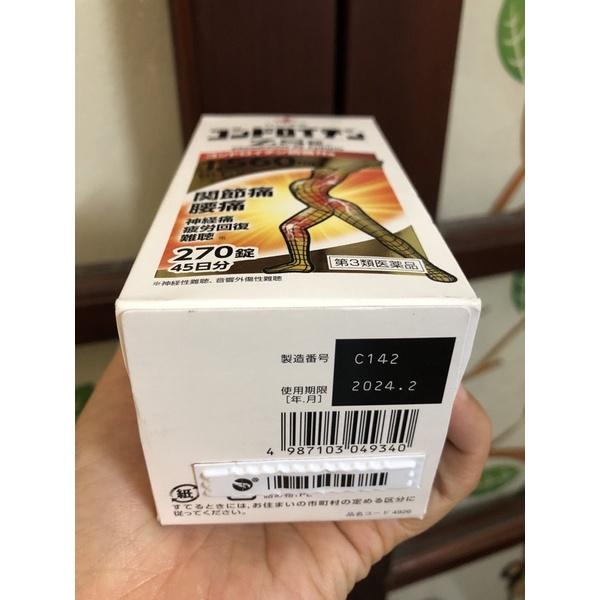 コンドロイチン
関節痛
腰痛
神経痛
疲労回復
難聴※
270錠
45日分
第3類医薬品
※神経性難聴、音響外傷性難聴
製造番号 C142
使用期限 2024.2
[年.月]
4 987103 049340
紙
すてるときには、お住まいの市町村の定める区分に
従ってください。
品名コード 4926